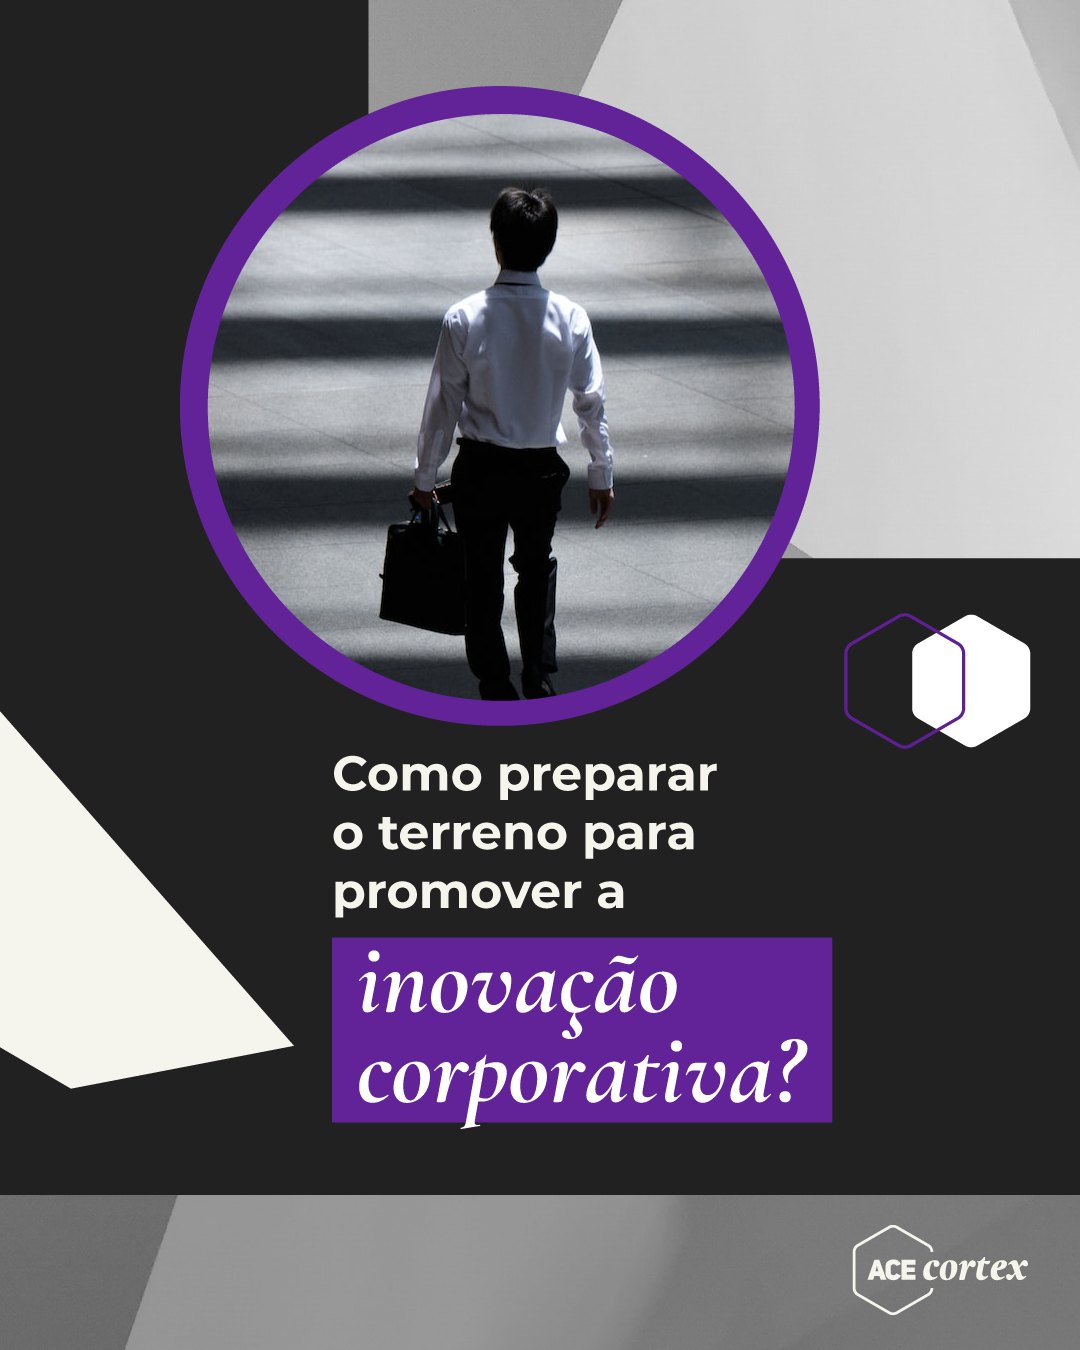 Como preparar
o terreno para
promover a
inovação
corporativa?
ACE cortex